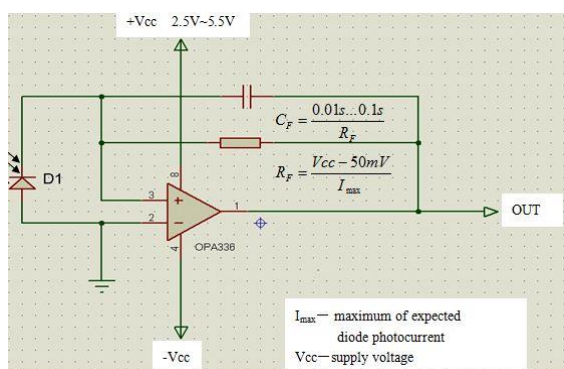 +Vcc 2.5V~5.5V
C_F = 0.01s...0.1s / R_F
D1
R_F = Vcc − 50mV / I_max
8
3
+
1
2
−
OUT
4
OPA336
-Vcc
I_max— maximum of expected
diode photocurrent
Vcc—supply voltage